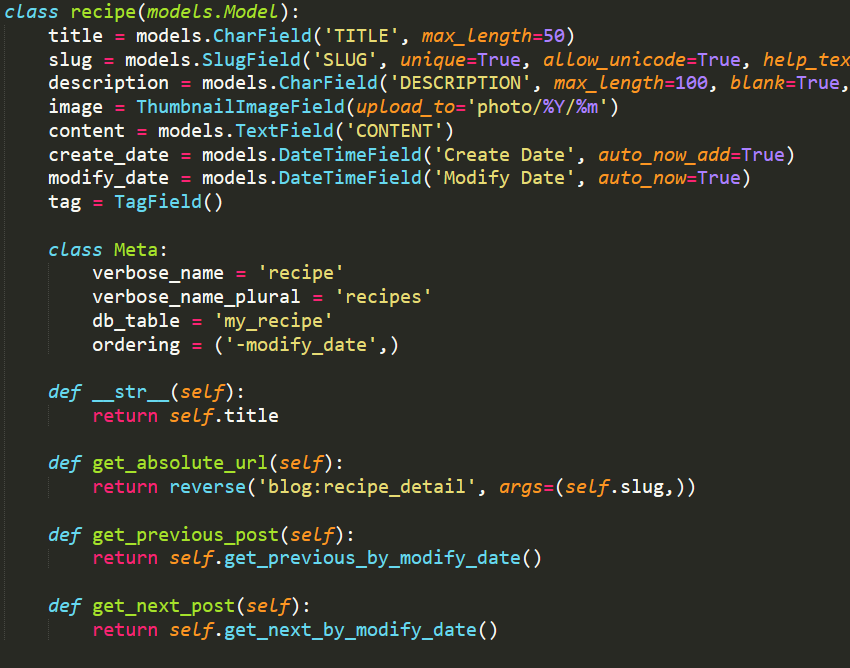 class recipe(models.Model):
    title = models.CharField('TITLE', max_length=50)
    slug = models.SlugField('SLUG', unique=True, allow_unicode=True, help_tex
    description = models.CharField('DESCRIPTION', max_length=100, blank=True,
    image = ThumbnailImageField(upload_to='photo/%Y/%m')
    content = models.TextField('CONTENT')
    create_date = models.DateTimeField('Create Date', auto_now_add=True)
    modify_date = models.DateTimeField('Modify Date', auto_now=True)
    tag = TagField()

    class Meta:
        verbose_name = 'recipe'
        verbose_name_plural = 'recipes'
        db_table = 'my_recipe'
        ordering = ('-modify_date',)

    def __str__(self):
        return self.title

    def get_absolute_url(self):
        return reverse('blog:recipe_detail', args=(self.slug,))

    def get_previous_post(self):
        return self.get_previous_by_modify_date()

    def get_next_post(self):
        return self.get_next_by_modify_date()